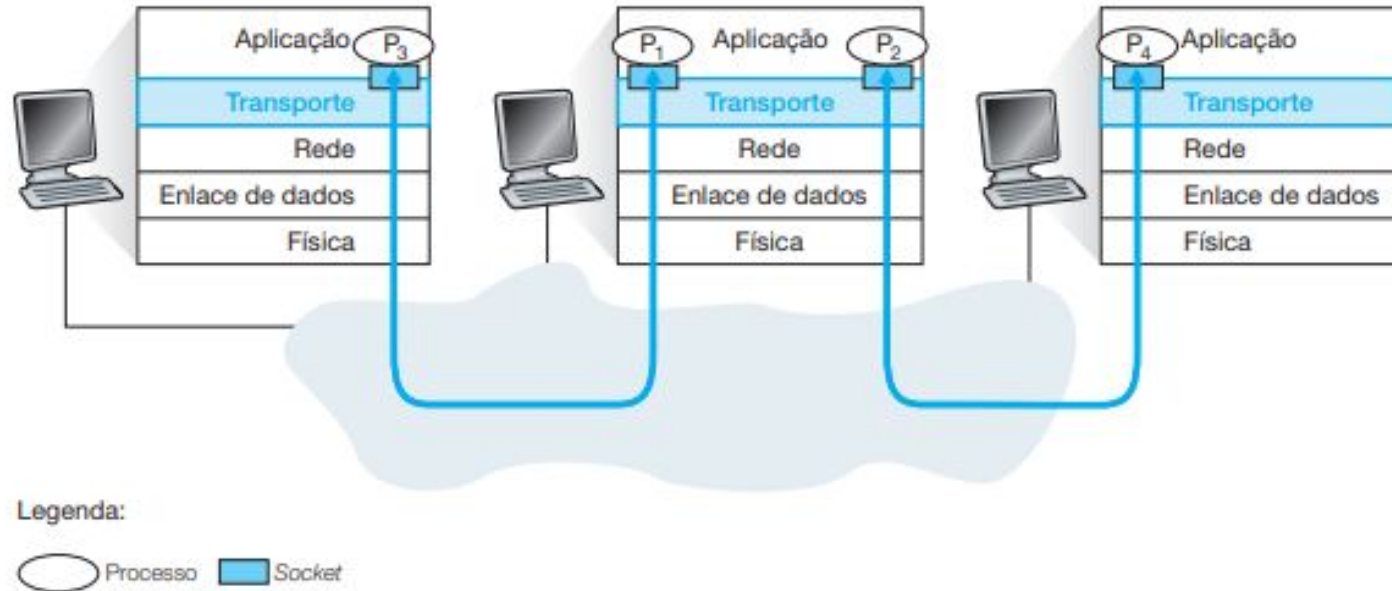 Aplicação P3
Transporte
Rede
Enlace de dados
Física
P1 Aplicação P2
Transporte
Rede
Enlace de dados
Física
P4 Aplicação
Transporte
Rede
Enlace de dados
Física
Legenda:
Processo Socket